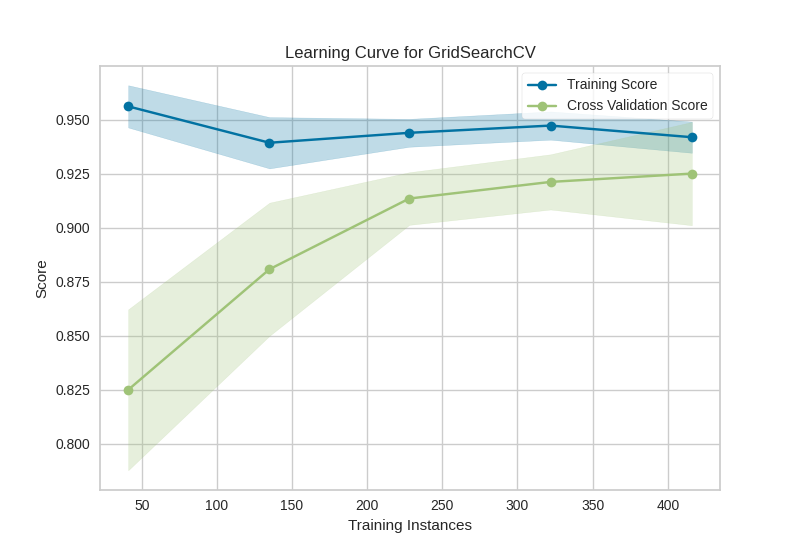 Learning Curve for GridSearchCV
Training Score
Cross Validation Score
0.950
0.925
0.900
0.875
0.850
0.825
0.800
Score
50 100 150 200 250 300 350 400
Training Instances